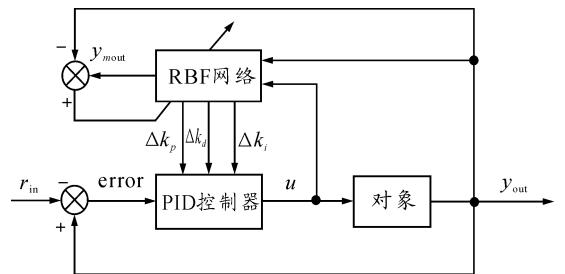 −
y_mout
RBF网络
+
Δk_p Δk_d Δk_i
r_in − error PID控制器 u 对象 y_out
+